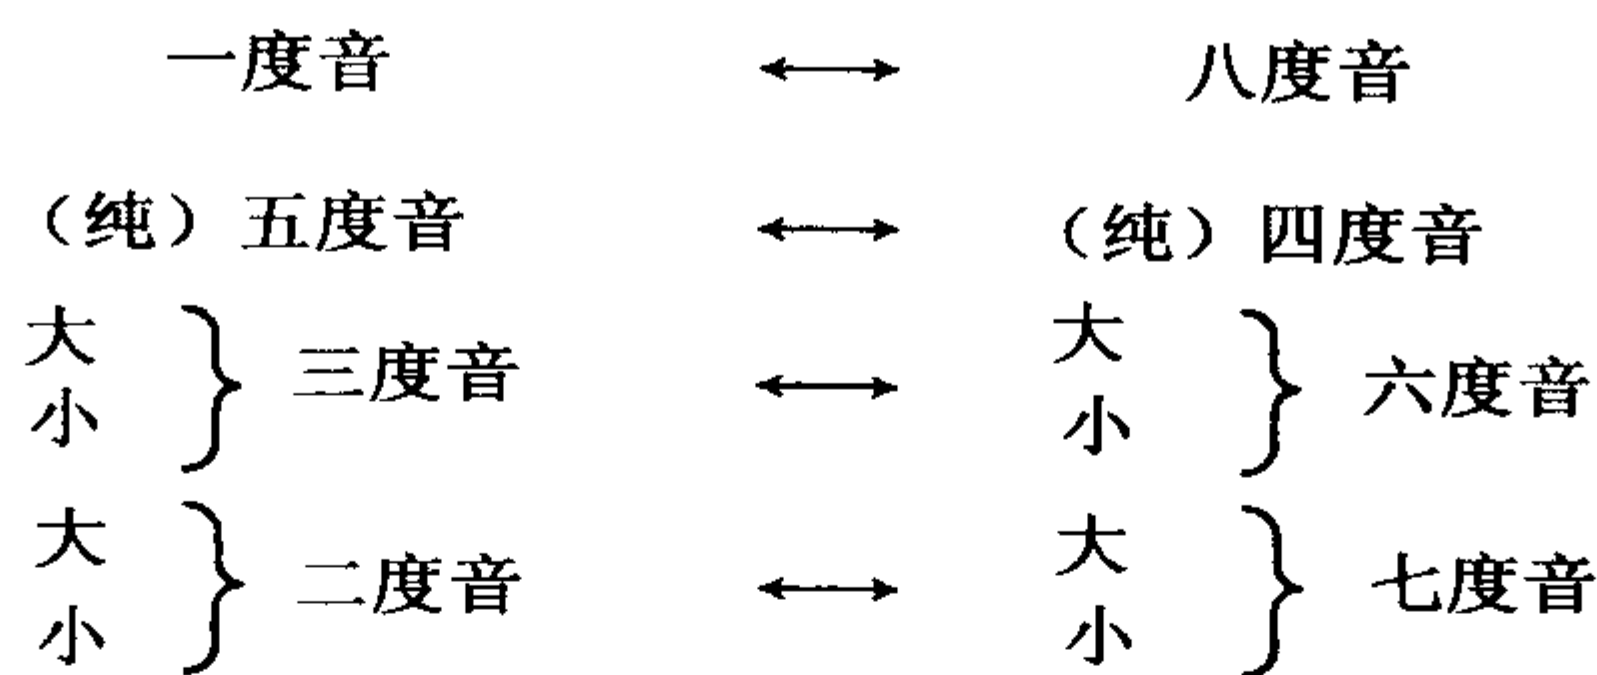 一度音 ↔ 八度音
（纯）五度音 ↔ （纯）四度音
大 大
三度音 ↔ 六度音
小 小
大 大
二度音 ↔ 七度音
小 小